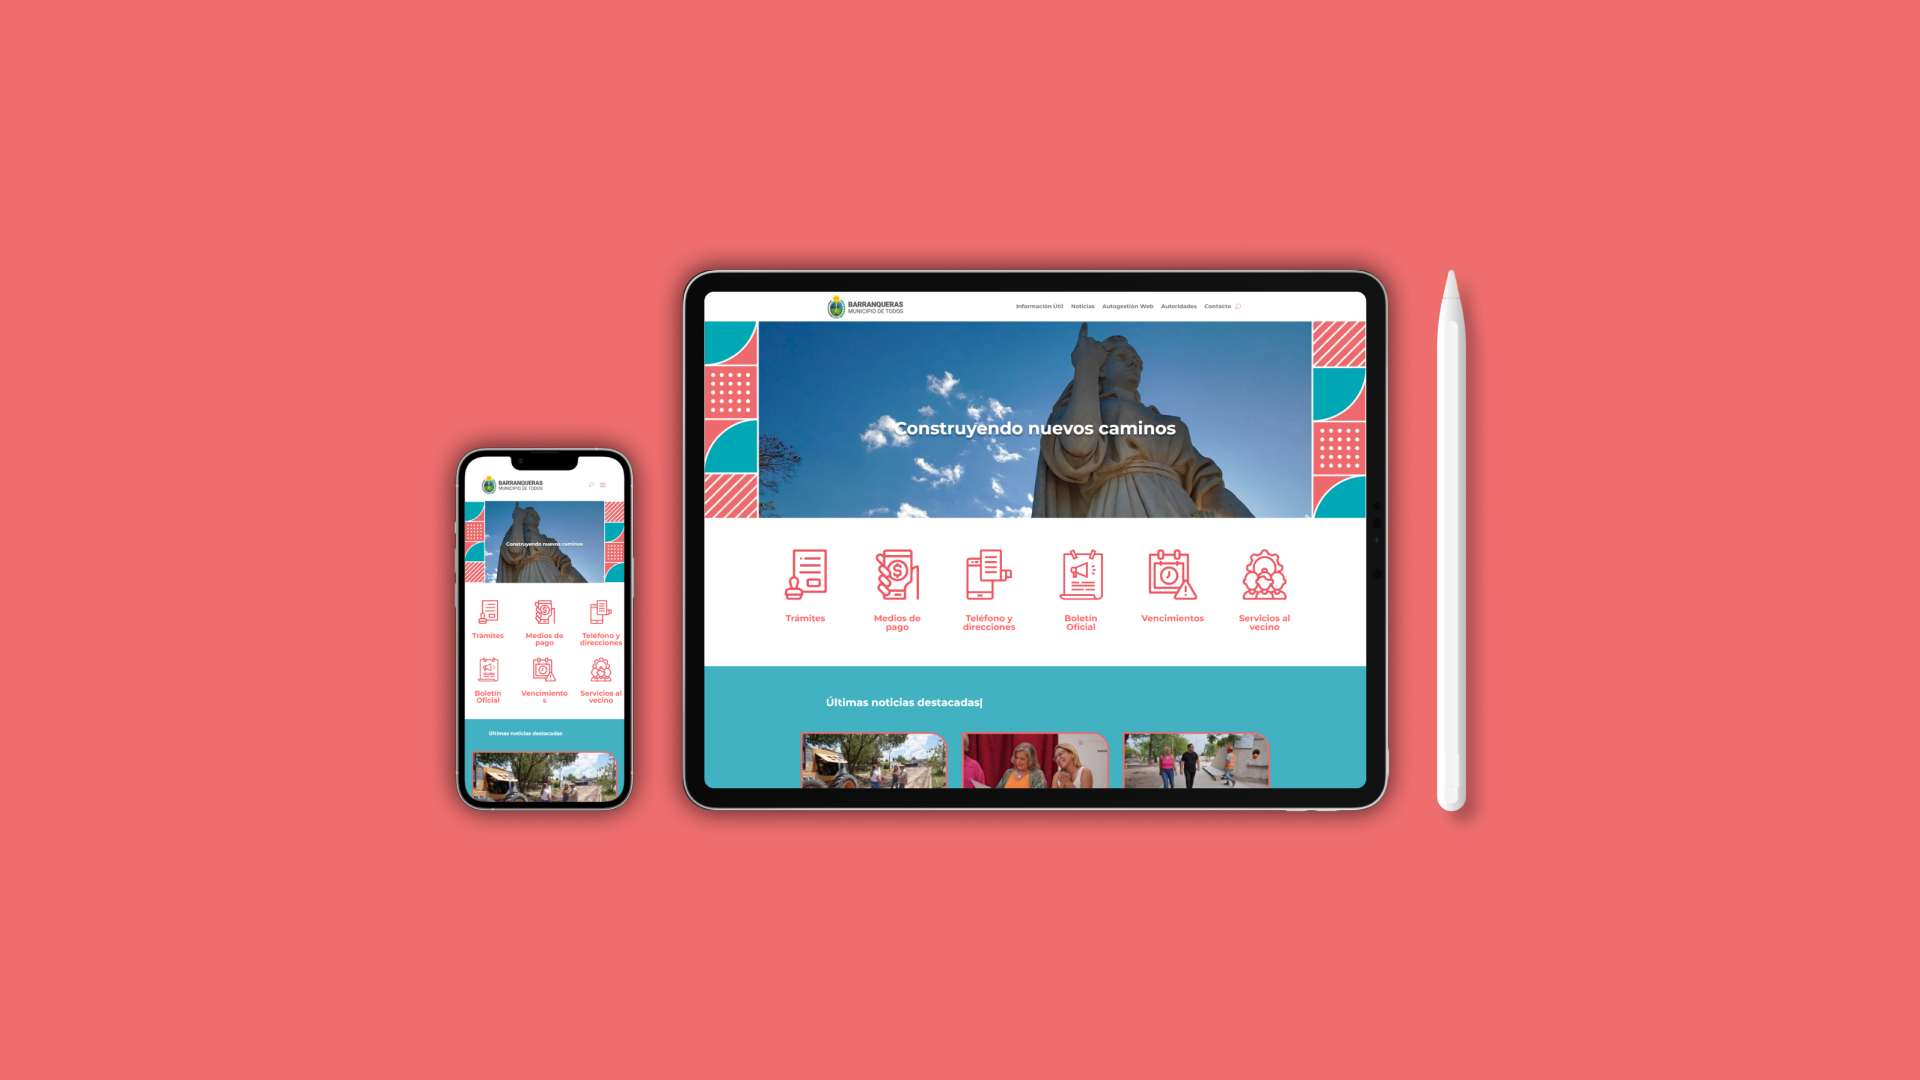 BARRANQUERAS
MUNICIPIO DE TODOS
Construyendo nuevos caminos
Trámites
Medios de
pago
Teléfono y
direcciones
Boletín
Oficial
Vencimiento
s
Servicios al
vecino
Últimas noticias destacadas
BARRANQUERAS
MUNICIPIO DE TODOS
Información Útil Noticias Autogestión Web Autoridades Contacto
Construyendo nuevos caminos
Trámites
Medios de
pago
Teléfono y
direcciones
Boletín
Oficial
Vencimientos
Servicios al
vecino
Últimas noticias destacadas|